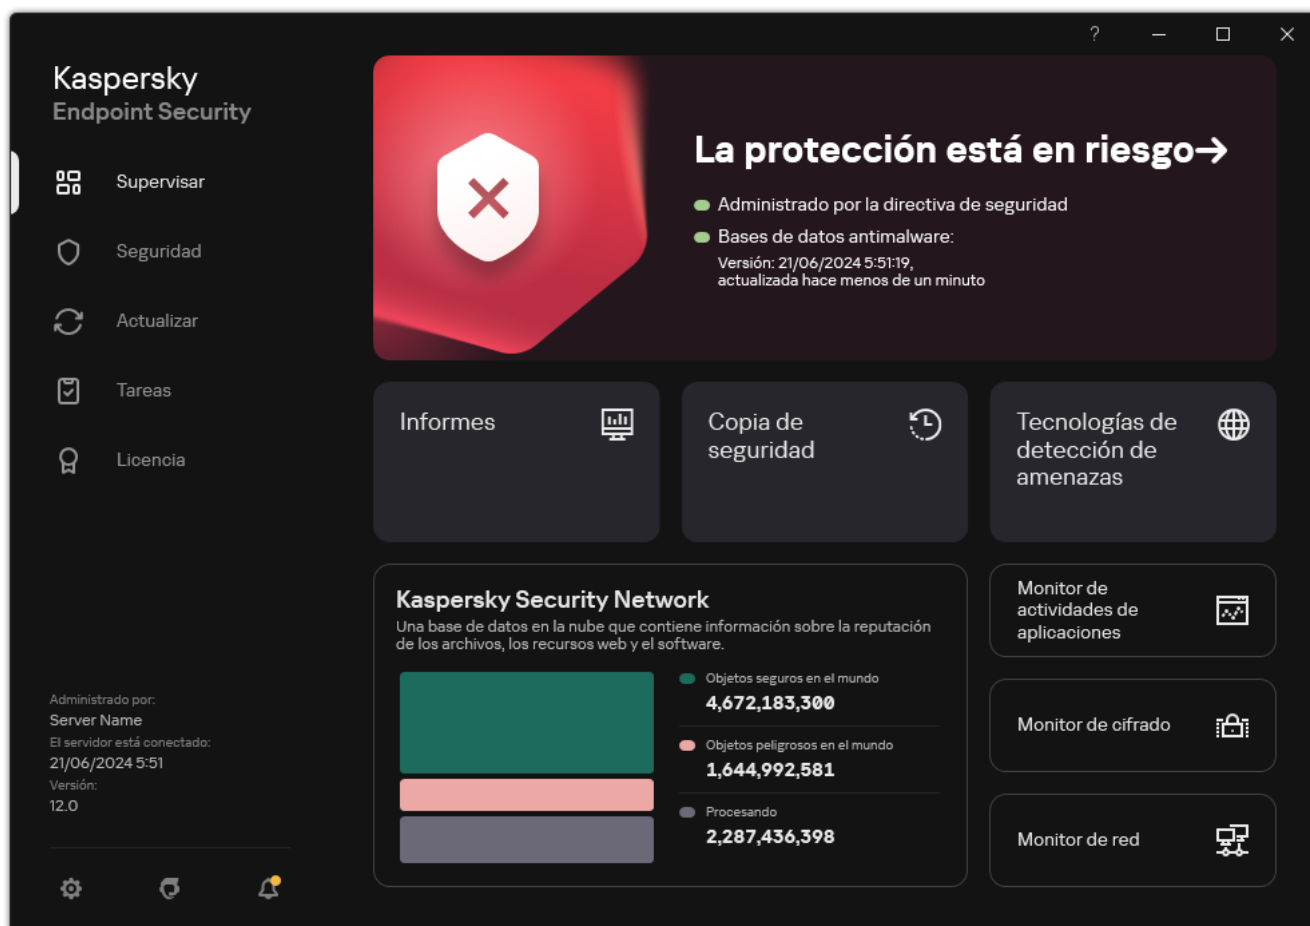 ?
Kaspersky
Endpoint Security
Supervisar
Seguridad
Actualizar
Tareas
Licencia
Administrado por:
Server Name
El servidor está conectado:
21/06/2024 5:51
Versión:
12.0
La protección está en riesgo→
Administrado por la directiva de seguridad
Bases de datos antimalware:
Versión: 21/06/2024 5:51:19,
actualizada hace menos de un minuto
Informes
Copia de
seguridad
Tecnologías de
detección de
amenazas
Kaspersky Security Network
Una base de datos en la nube que contiene información sobre la reputación
de los archivos, los recursos web y el software.
Objetos seguros en el mundo
4,672,183,300
Objetos peligrosos en el mundo
1,644,992,581
Procesando
2,287,436,398
Monitor de
actividades de
aplicaciones
Monitor de cifrado
Monitor de red